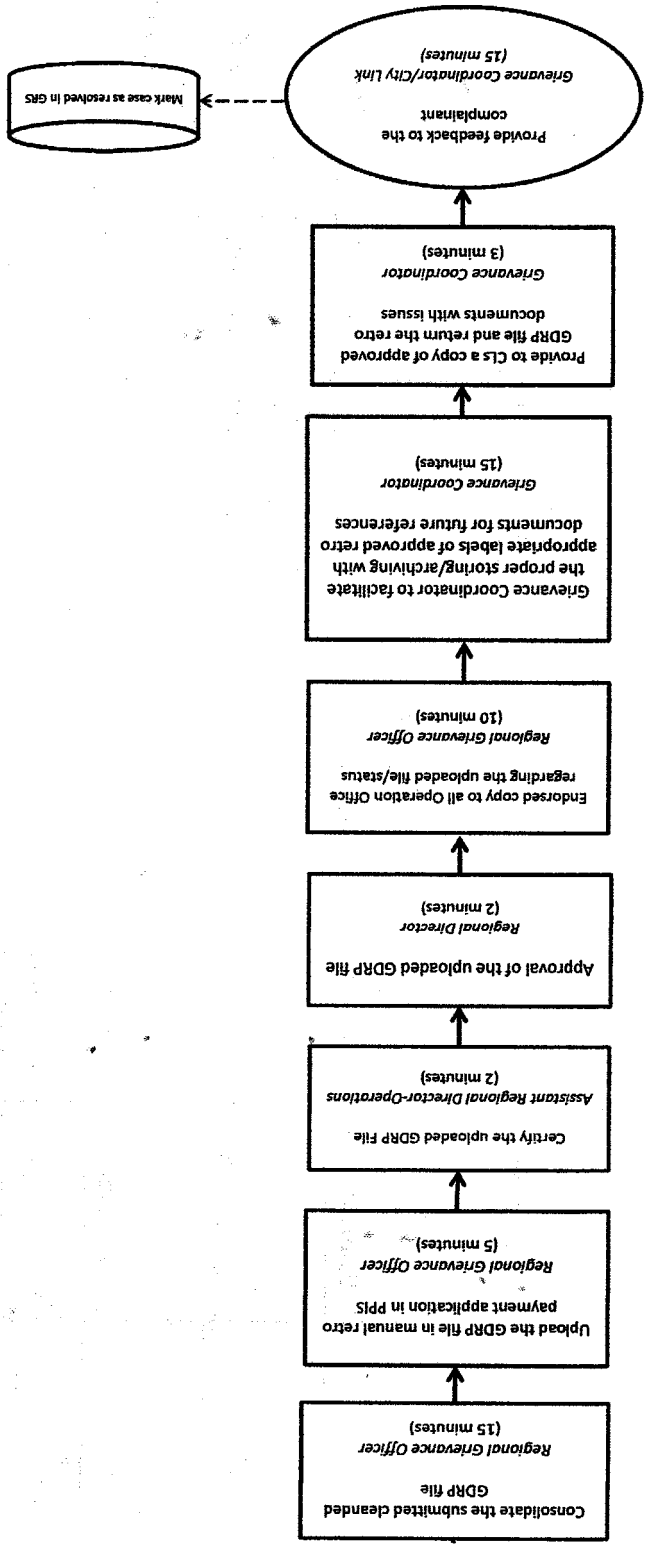 Consolidate the submitted cleanded
GDRP file
Regional Grievance Officer
(15 minutes)
Upload the GDRP file in manual retro
payment application in PPIS
Regional Grievance Officer
(5 minutes)
Certify the uploaded GDRP File
Assistant Regional Director-Operations
(2 minutes)
Approval of the uploaded GDRP file
Regional Director
(2 minutes)
Endorsed copy to all Operation Office
regarding the uploaded file/status
Regional Grievance Officer
(10 minutes)
Grievance Coordinator to facilitate
the proper storing/archiving with
appropriate labels of approved retro
documents for future references
Grievance Coordinator
(15 minutes)
Provide to CLs a copy of approved
GDRP file and return the retro
documents with issues
Grievance Coordinator
(3 minutes)
Provide feedback to the
complainant
Grievance Coordinator/City Link
(15 minutes)
Mark case as resolved in GRS